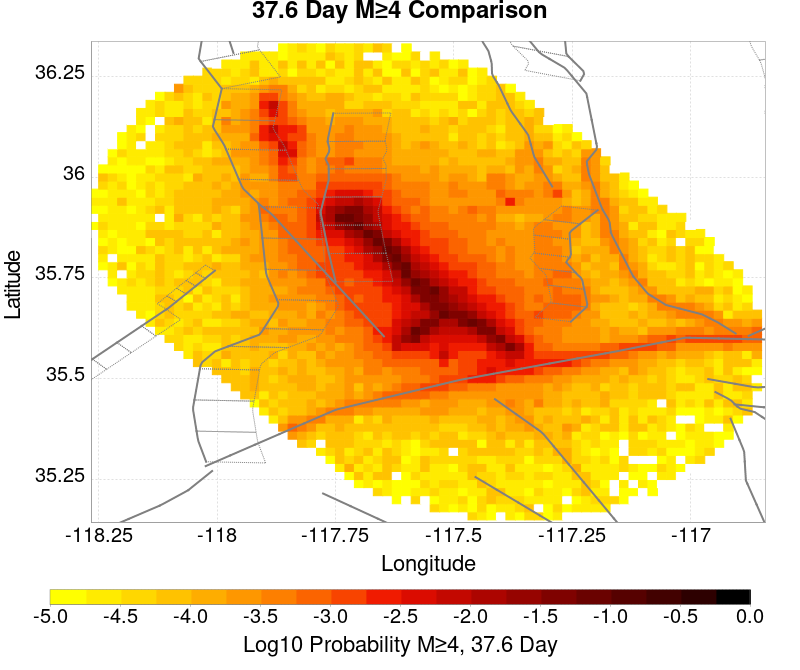 37.6 Day M≥4 Comparison
36.25
36
35.75
35.5
35.25
Latitude
-118.25 -118 -117.75 -117.5 -117.25 -117
Longitude
-5.0 -4.5 -4.0 -3.5 -3.0 -2.5 -2.0 -1.5 -1.0 -0.5 0.0
Log10 Probability M≥4, 37.6 Day